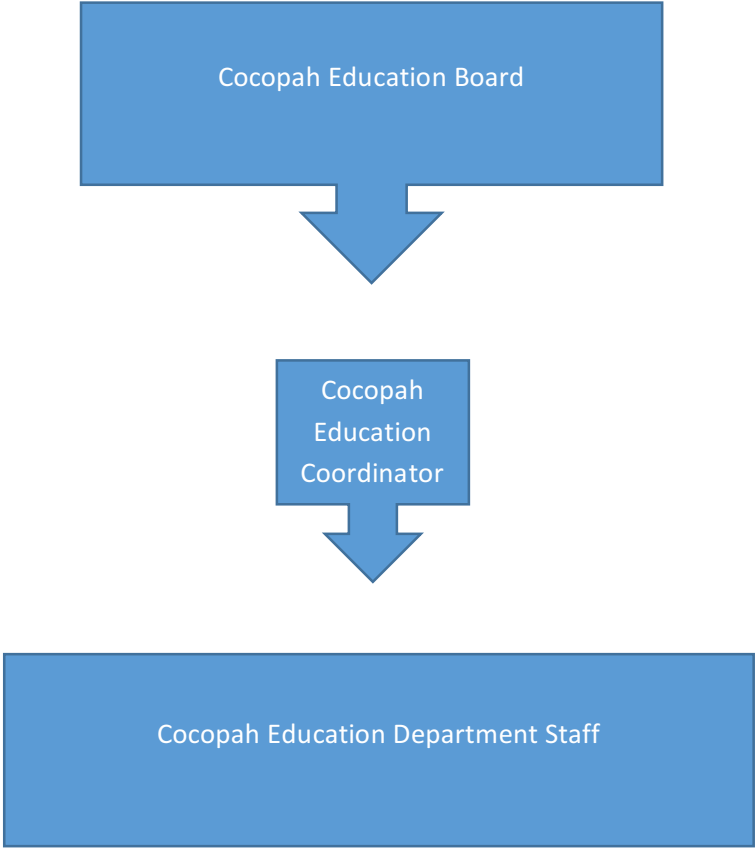 Cocopah Education Board
Cocopah
Education
Coordinator
Cocopah Education Department Staff